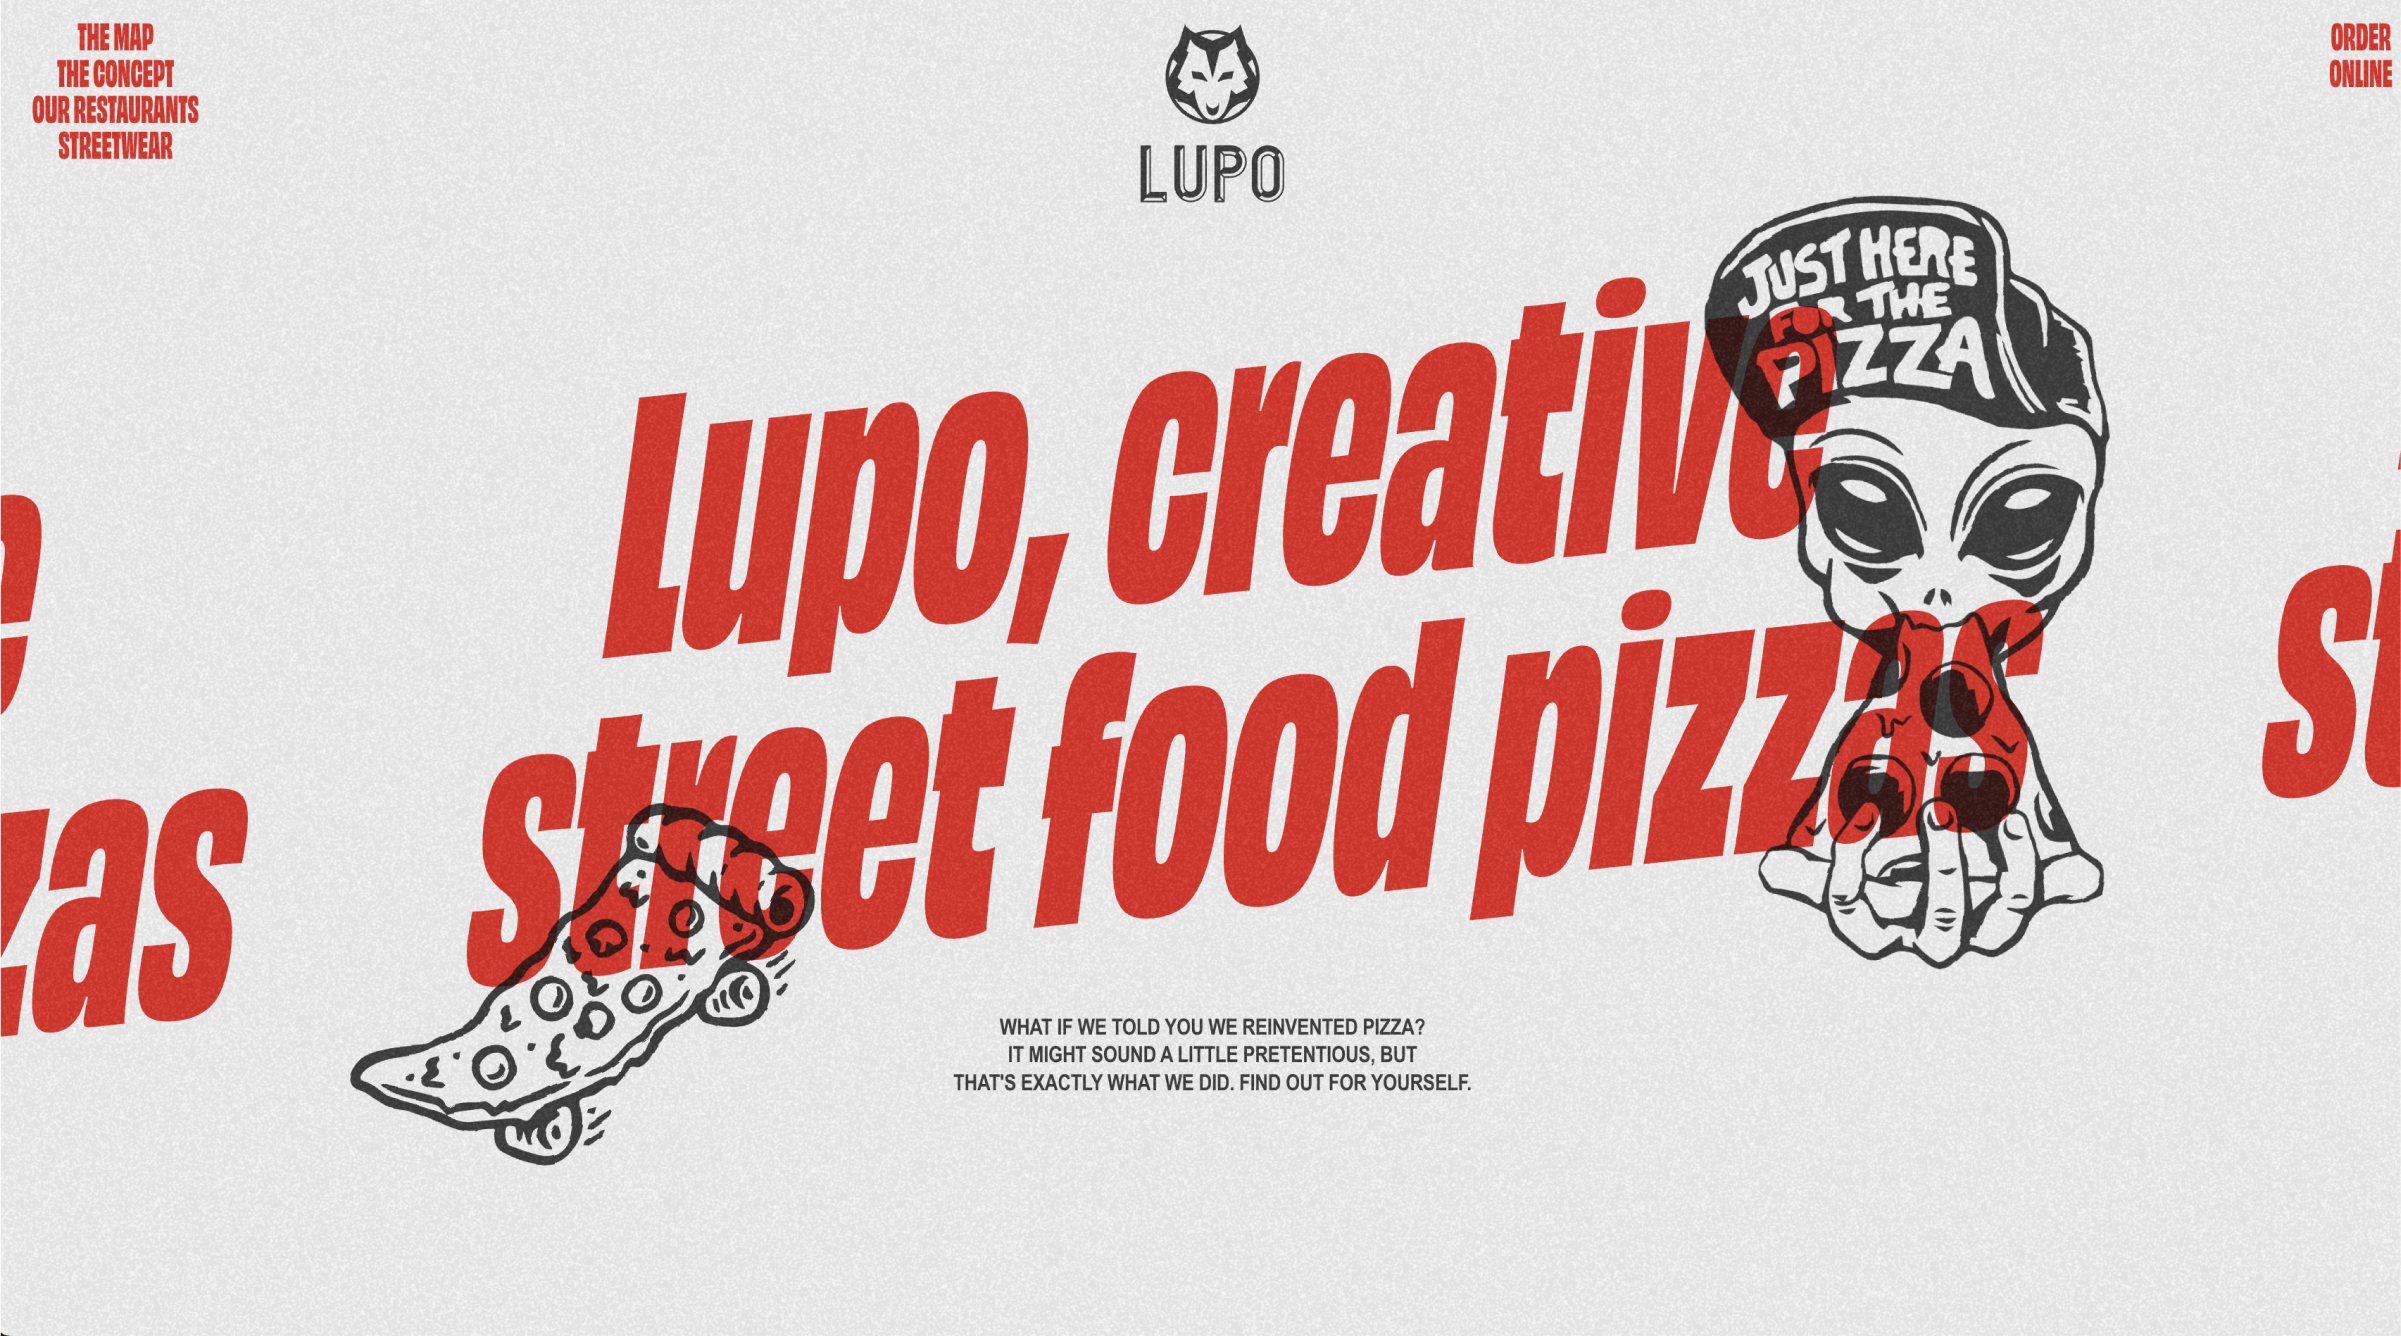 THE MAP
THE CONCEPT
OUR RESTAURANTS
STREETWEAR
LUPO
ORDER
ONLINE
JUST HERE
FOR THE
PIZZA
Lupo, creative
street food pizzas
zas
WHAT IF WE TOLD YOU WE REINVENTED PIZZA?
IT MIGHT SOUND A LITTLE PRETENTIOUS, BUT
THAT'S EXACTLY WHAT WE DID. FIND OUT FOR YOURSELF.